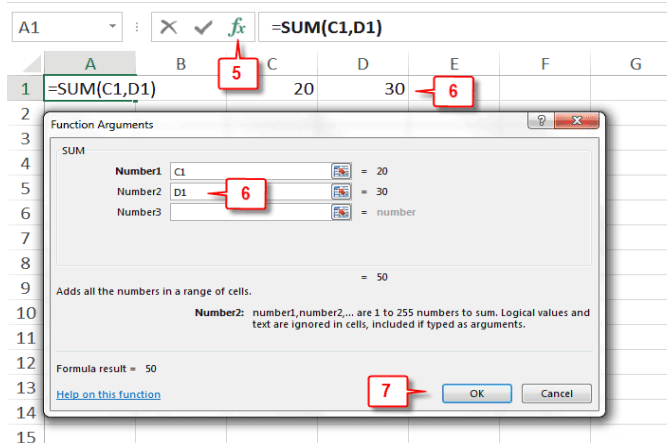 A1 fx =SUM(C1,D1)
5
A B C D E F G
1 =SUM(C1,D1) 20 30 6
2
Function Arguments
3
SUM
4 Number1 C1 = 20
5 Number2 D1 6 = 30
6 Number3 = number
7
8
= 50
9 Adds all the numbers in a range of cells.
10 Number2: number1,number2,... are 1 to 255 numbers to sum. Logical values and
text are ignored in cells, included if typed as arguments.
11
12 Formula result = 50
13 Help on this function 7 OK Cancel
14
15